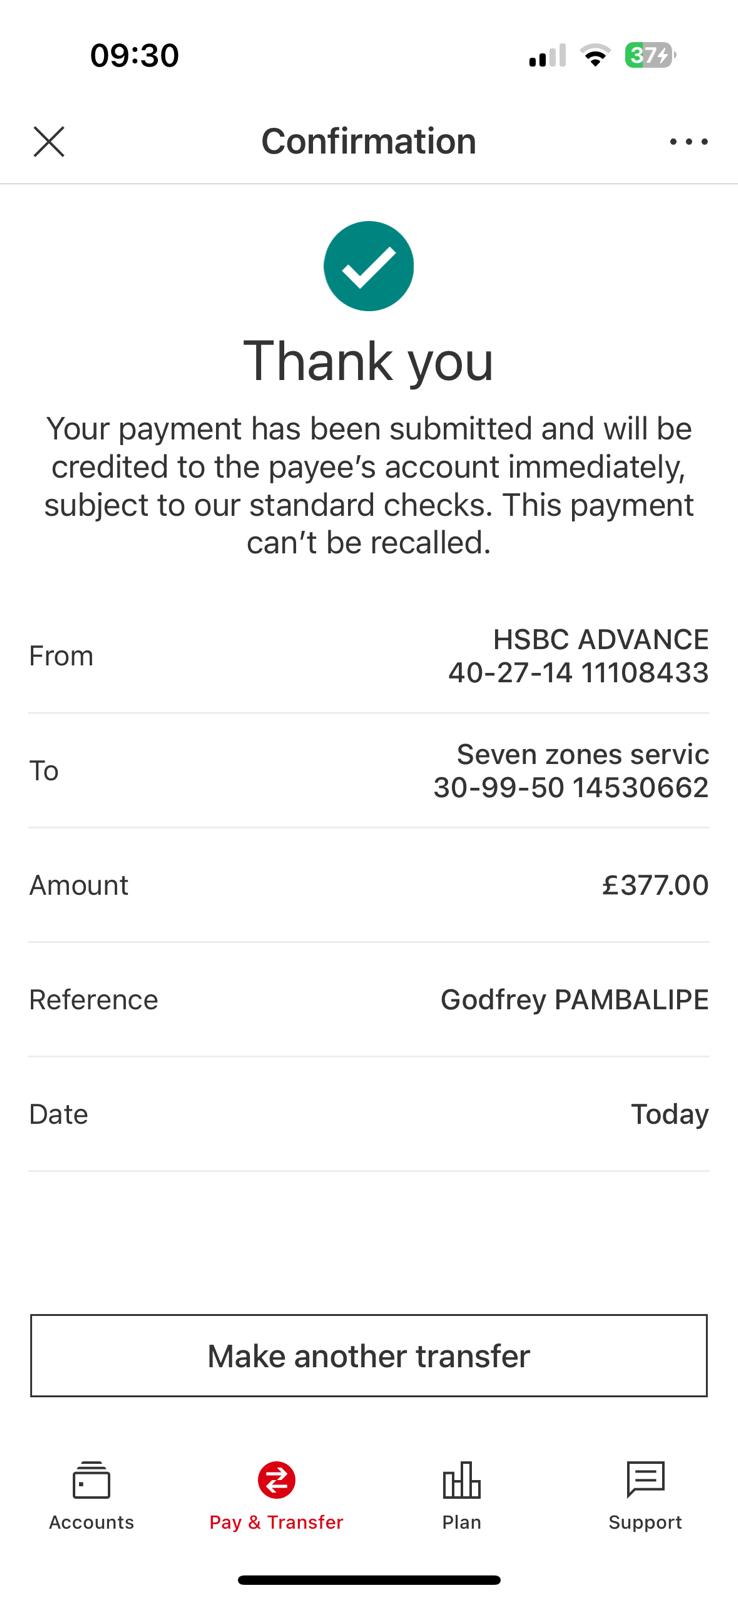 09:30
37
Confirmation
Thank you
Your payment has been submitted and will be
credited to the payee's account immediately,
subject to our standard checks. This payment
can't be recalled.
From
HSBC ADVANCE
40-27-14 11108433
To
Seven zones servic
30-99-50 14530662
Amount
£377.00
Reference
Godfrey PAMBALIPE
Date
Today
Make another transfer
Accounts
Pay & Transfer
Plan
Support